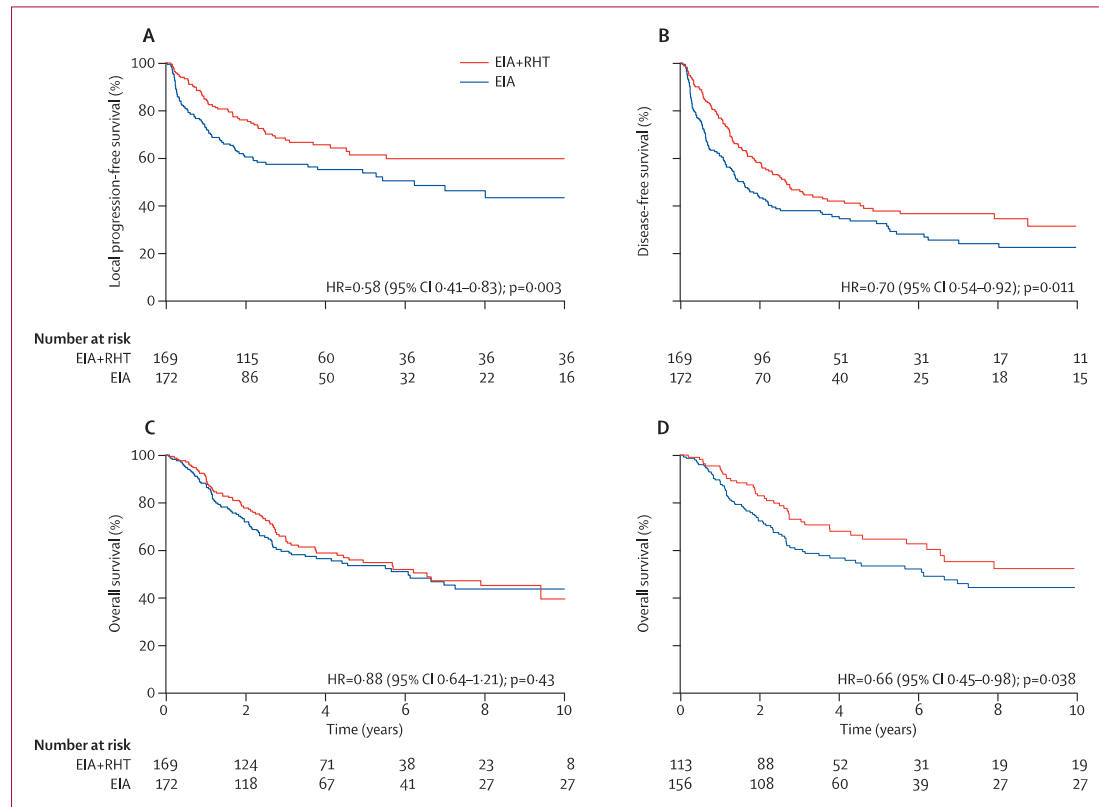 A
B
EIA+RHT
EIA
Local progression-free survival (%)
100
80
60
40
20
0
HR=0·58 (95% CI 0·41–0·83); p=0·003
Disease-free survival (%)
HR=0·70 (95% CI 0·54–0·92); p=0·011
Number at risk
EIA+RHT 169 115 60 36 36 36 169 96 51 31 17 11
EIA 172 86 50 32 22 16 172 70 40 25 18 15
C
D
Overall survival (%)
100
80
60
40
20
0
HR=0·88 (95% CI 0·64–1·21); p=0·43
0 2 4 6 8 10
Time (years)
Overall survival (%)
HR=0·66 (95% CI 0·45–0·98); p=0·038
0 2 4 6 8 10
Time (years)
Number at risk
EIA+RHT 169 124 71 38 23 8 113 88 52 31 19 19
EIA 172 118 67 41 27 27 156 108 60 39 27 27